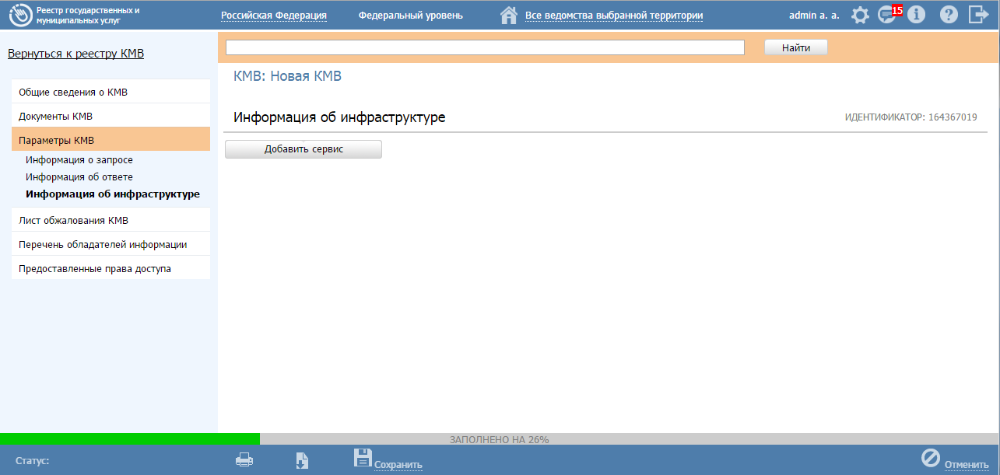 Реестр государственных и
муниципальных услуг
Российская Федерация
Федеральный уровень
Все ведомства выбранной территории
admin а. а.
15
Вернуться к реестру КМВ
Найти
Общие сведения о КМВ
Документы КМВ
Параметры КМВ
Информация о запросе
Информация об ответе
Информация об инфраструктуре
Лист обжалования КМВ
Перечень обладателей информации
Предоставленные права доступа
КМВ: Новая КМВ
Информация об инфраструктуре
ИДЕНТИФИКАТОР: 164367019
Добавить сервис
ЗАПОЛНЕНО НА 26%
Статус:
Сохранить
Отменить